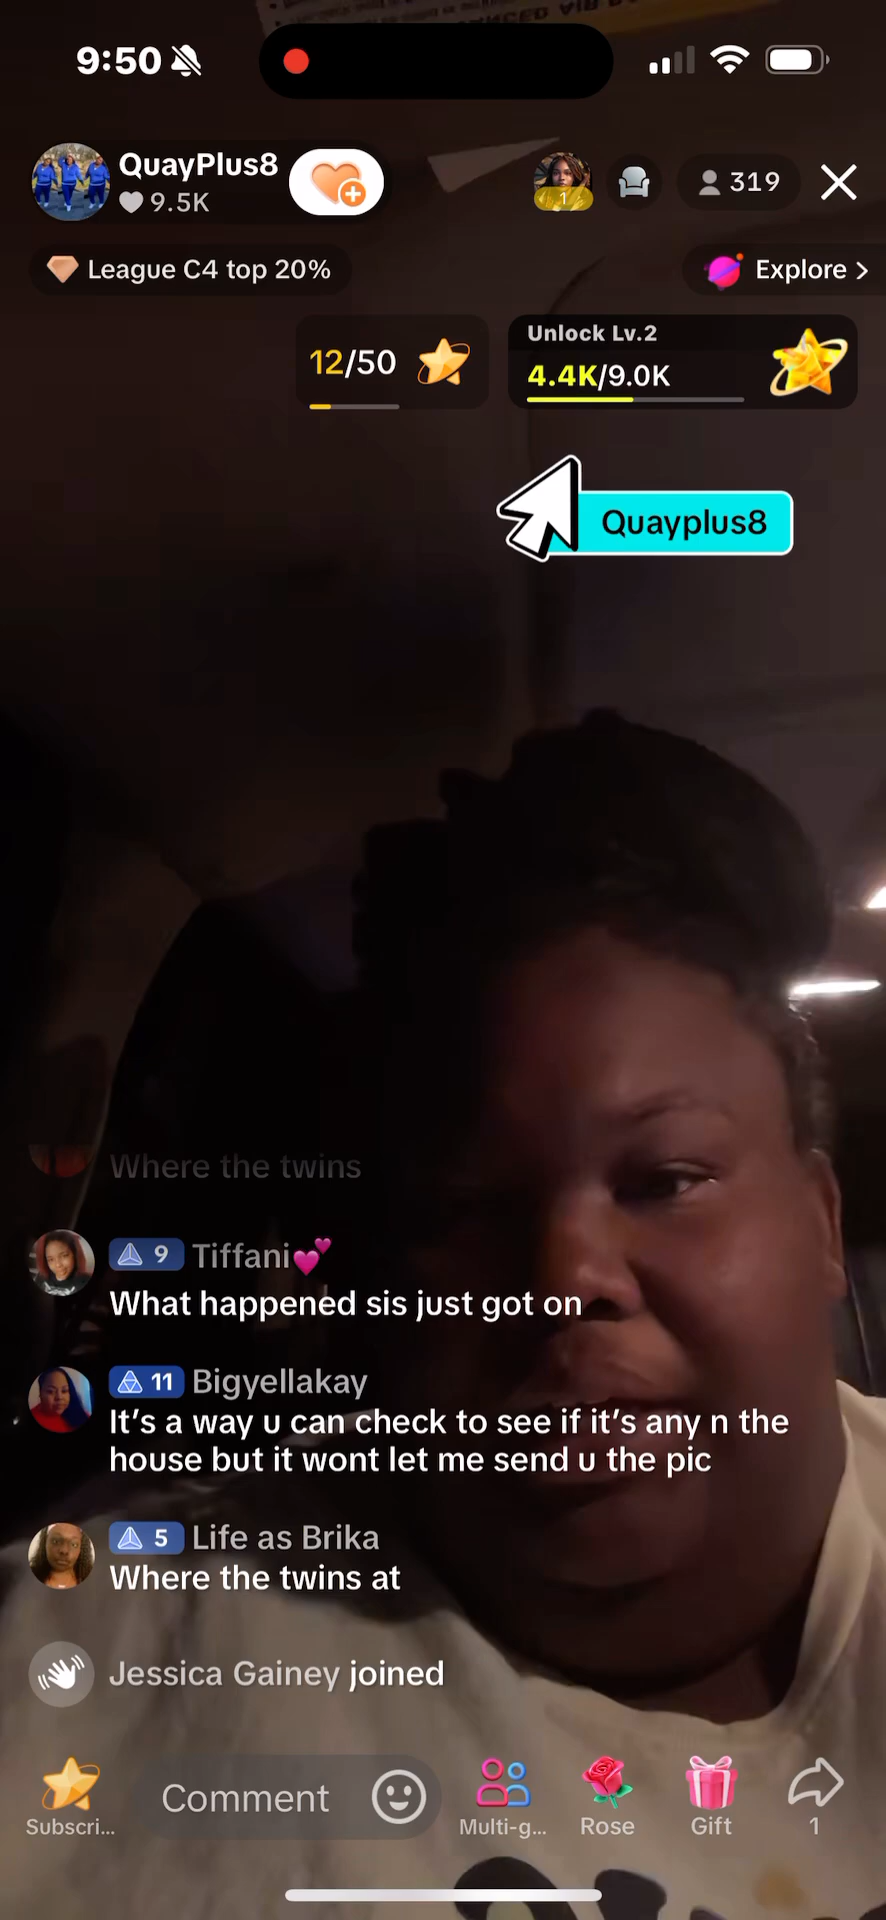 9:50
QuayPlus8
9.5K
1
319
League C4 top 20%
Explore >
12/50
Unlock Lv.2
4.4K/9.0K
Quayplus8
Where the twins
9 Tiffani💕
What happened sis just got on
11 Bigyellakay
It's a way u can check to see if it's any n the
house but it wont let me send u the pic
5 Life as Brika
Where the twins at
Jessica Gainey joined
Subscri...
Comment
Multi-g...
Rose
Gift
1